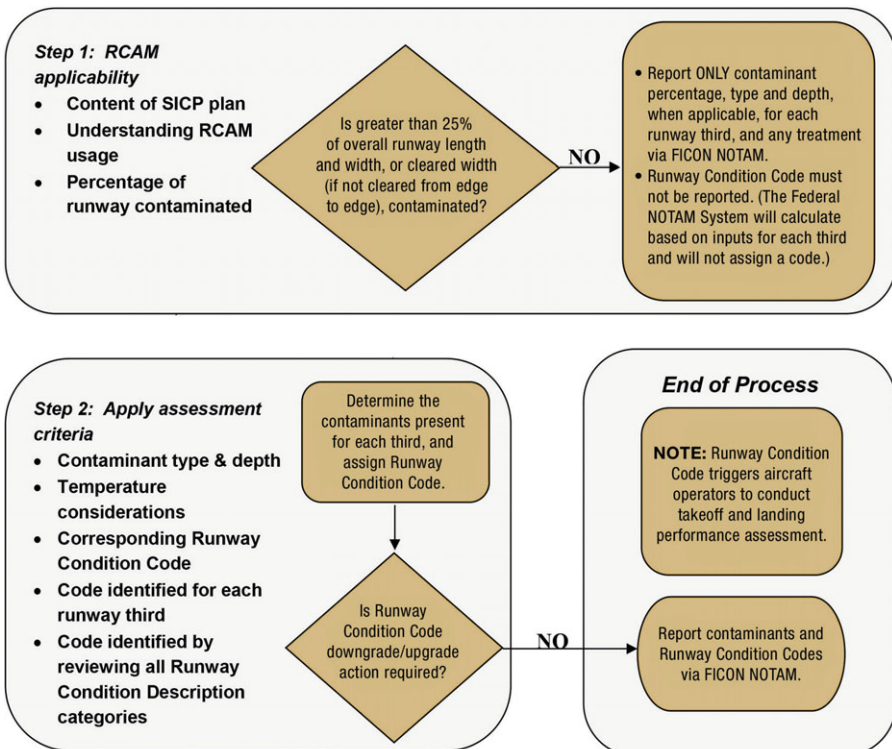 Step 1: RCAM
applicability
• Content of SICP plan
• Understanding RCAM
usage
• Percentage of
runway contaminated
Is greater than 25%
of overall runway length
and width, or cleared width
(if not cleared from edge
to edge), contaminated?
NO
• Report ONLY contaminant
percentage, type and depth,
when applicable, for each
runway third, and any treatment
via FICON NOTAM.
• Runway Condition Code must
not be reported. (The Federal
NOTAM System will calculate
based on inputs for each third
and will not assign a code.)
Step 2: Apply assessment
criteria
• Contaminant type & depth
• Temperature
considerations
• Corresponding Runway
Condition Code
• Code identified for each
runway third
• Code identified by
reviewing all Runway
Condition Description
categories
Determine the
contaminants present
for each third, and
assign Runway
Condition Code.
Is Runway
Condition Code
downgrade/upgrade
action required?
NO
End of Process
NOTE: Runway Condition
Code triggers aircraft
operators to conduct
takeoff and landing
performance assessment.
Report contaminants and
Runway Condition Codes
via FICON NOTAM.